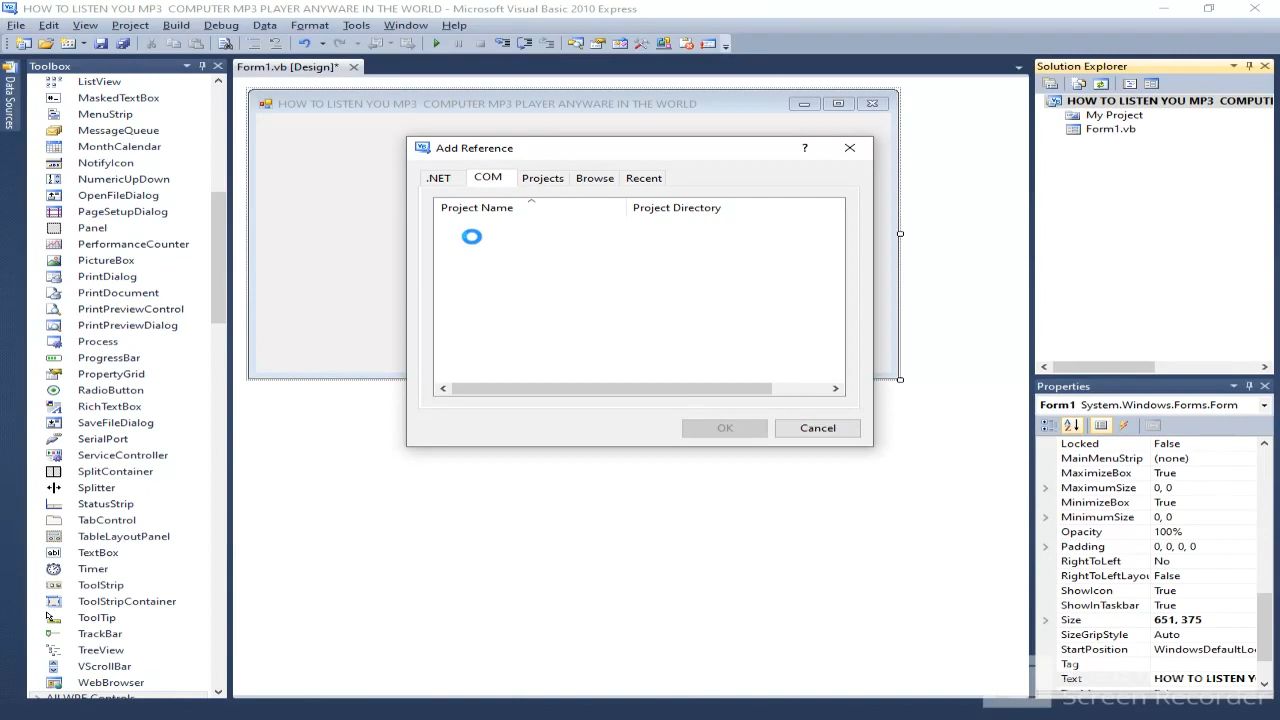 HOW TO LISTEN YOU MP3 COMPUTER MP3 PLAYER ANYWARE IN THE WORLD - Microsoft Visual Basic 2010 Express
File Edit View Project Build Debug Data Format Tools Window Help
Toolbox
Form1.vb [Design]*
Solution Explorer
Data Sources
ListView
MaskedTextBox
MenuStrip
MessageQueue
MonthCalendar
NotifyIcon
NumericUpDown
OpenFileDialog
PageSetupDialog
Panel
PerformanceCounter
PictureBox
PrintDialog
PrintDocument
PrintPreviewControl
PrintPreviewDialog
Process
ProgressBar
PropertyGrid
RadioButton
RichTextBox
SaveFileDialog
SerialPort
ServiceController
SplitContainer
Splitter
StatusStrip
TabControl
TableLayoutPanel
TextBox
Timer
ToolStrip
ToolStripContainer
ToolTip
TrackBar
TreeView
VScrollBar
WebBrowser
All WPF Controls
HOW TO LISTEN YOU MP3 COMPUTER MP3 PLAYER ANYWARE IN THE WORLD
Add Reference
?
.NET COM Projects Browse Recent
Project Name Project Directory
OK Cancel
HOW TO LISTEN YOU MP3 COMPUT
My Project
Form1.vb
Properties
Form1 System.Windows.Forms.Form
Locked False
MainMenuStrip (none)
MaximizeBox True
MaximumSize 0, 0
MinimizeBox True
MinimumSize 0, 0
Opacity 100%
Padding 0, 0, 0, 0
RightToLeft No
RightToLeftLayou False
ShowIcon True
ShowInTaskbar True
Size 651, 375
SizeGripStyle Auto
StartPosition WindowsDefaultLo
Tag
Text HOW TO LISTEN Y
Screen Recorder